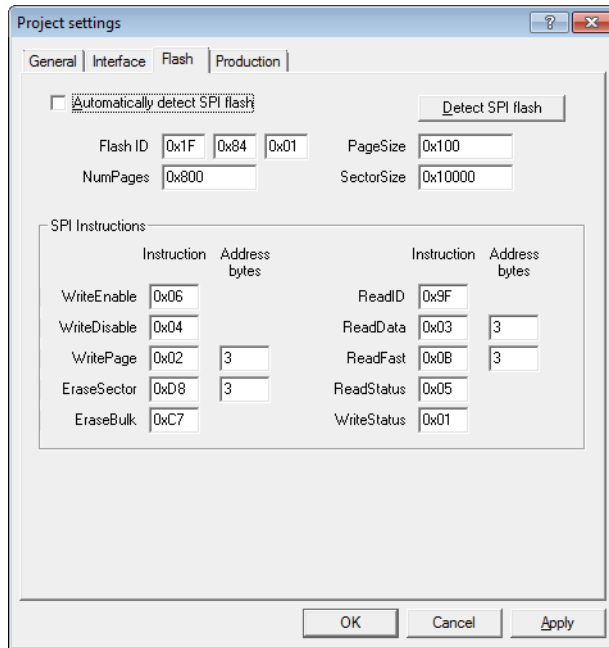 Project settings
General Interface Flash Production
Automatically detect SPI flash Detect SPI flash
Flash ID 0x1F 0x84 0x01 PageSize 0x100
NumPages 0x800 SectorSize 0x10000
SPI Instructions
Instruction Address bytes Instruction Address bytes
WriteEnable 0x06 ReadID 0x9F
WriteDisable 0x04 ReadData 0x03 3
WritePage 0x02 3 ReadFast 0x0B 3
EraseSector 0xD8 3 ReadStatus 0x05
EraseBulk 0xC7 WriteStatus 0x01
OK Cancel Apply